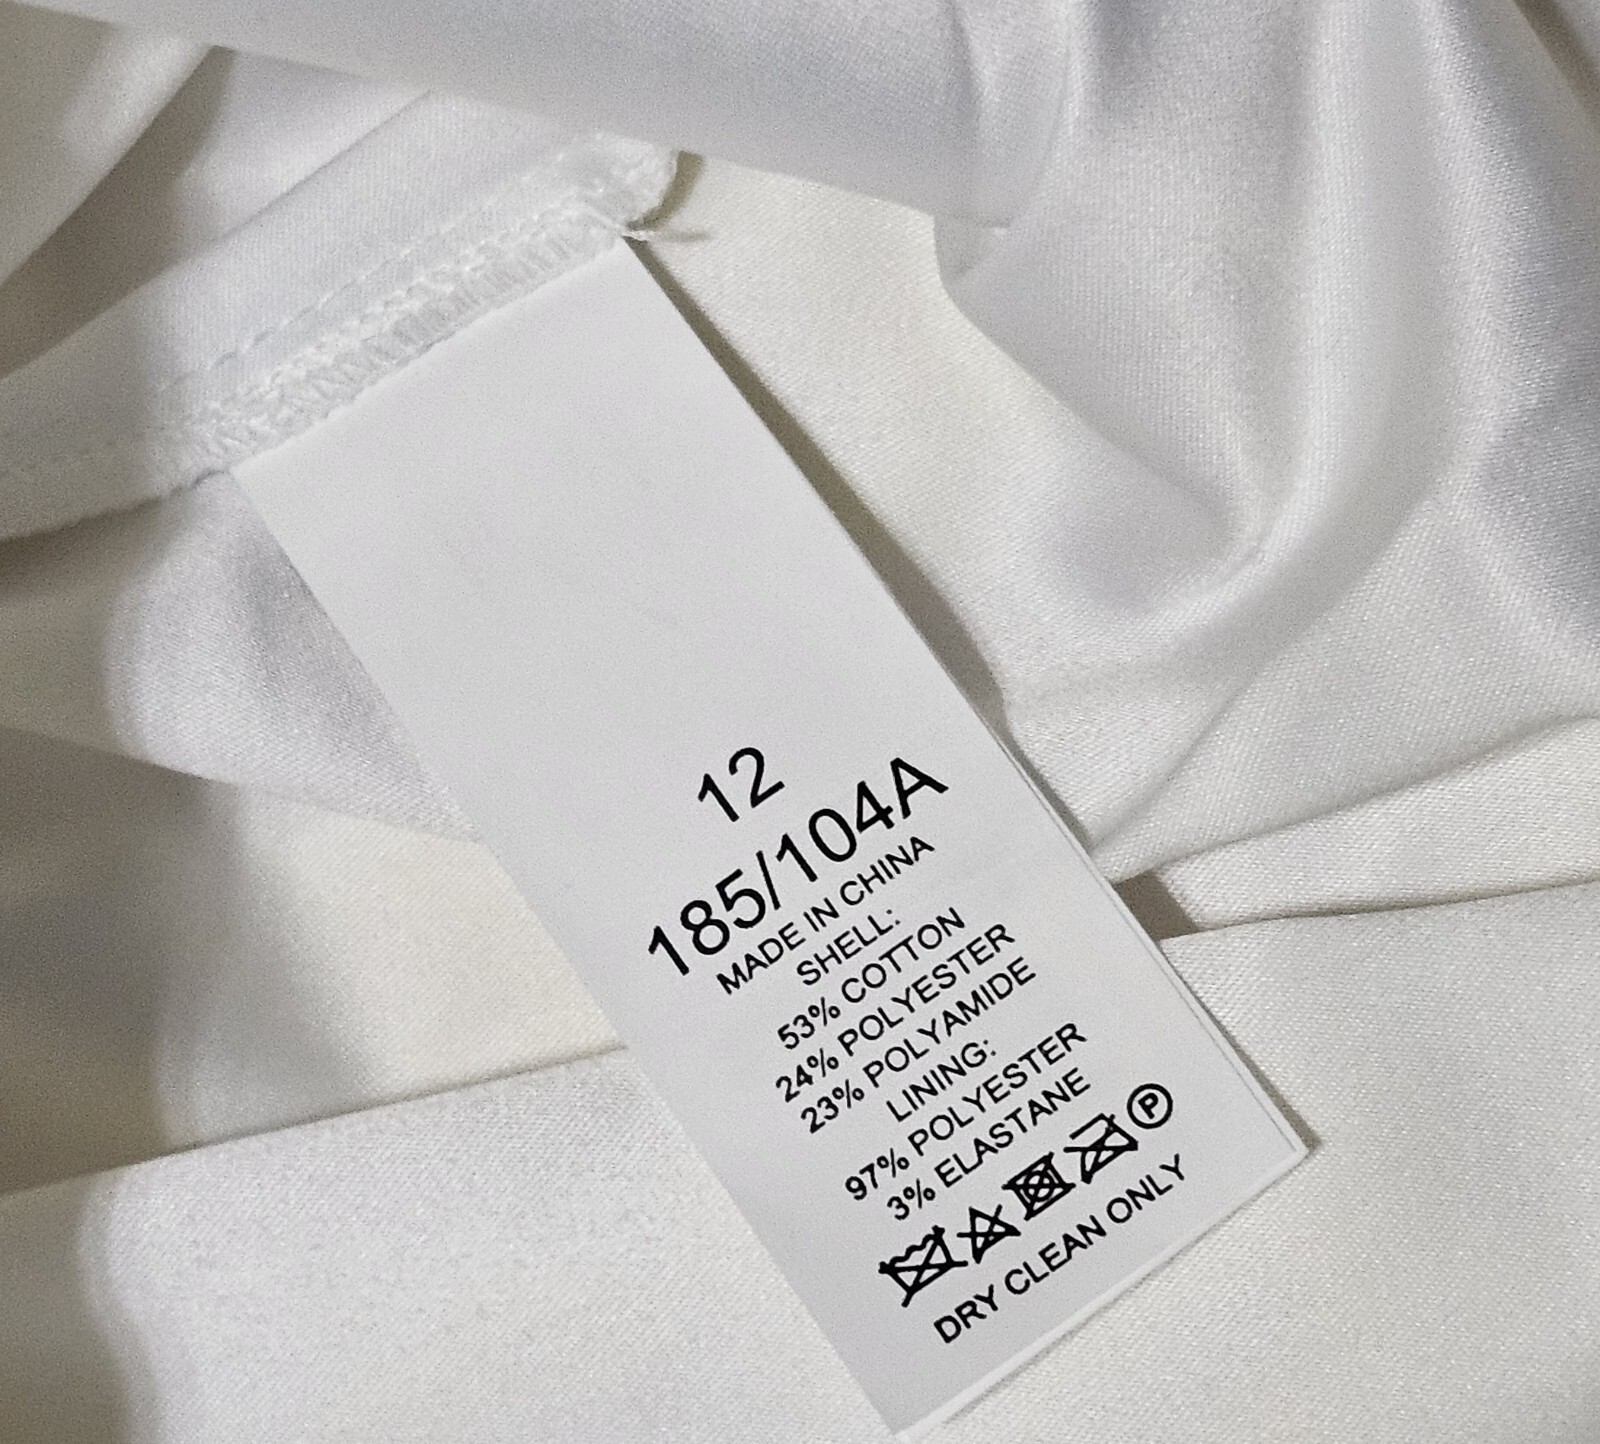 12
185/104A
MADE IN CHINA
SHELL:
53% COTTON
24% POLYESTER
23% POLYAMIDE
LINING:
97% POLYESTER
3% ELASTANE
P
DRY CLEAN ONLY